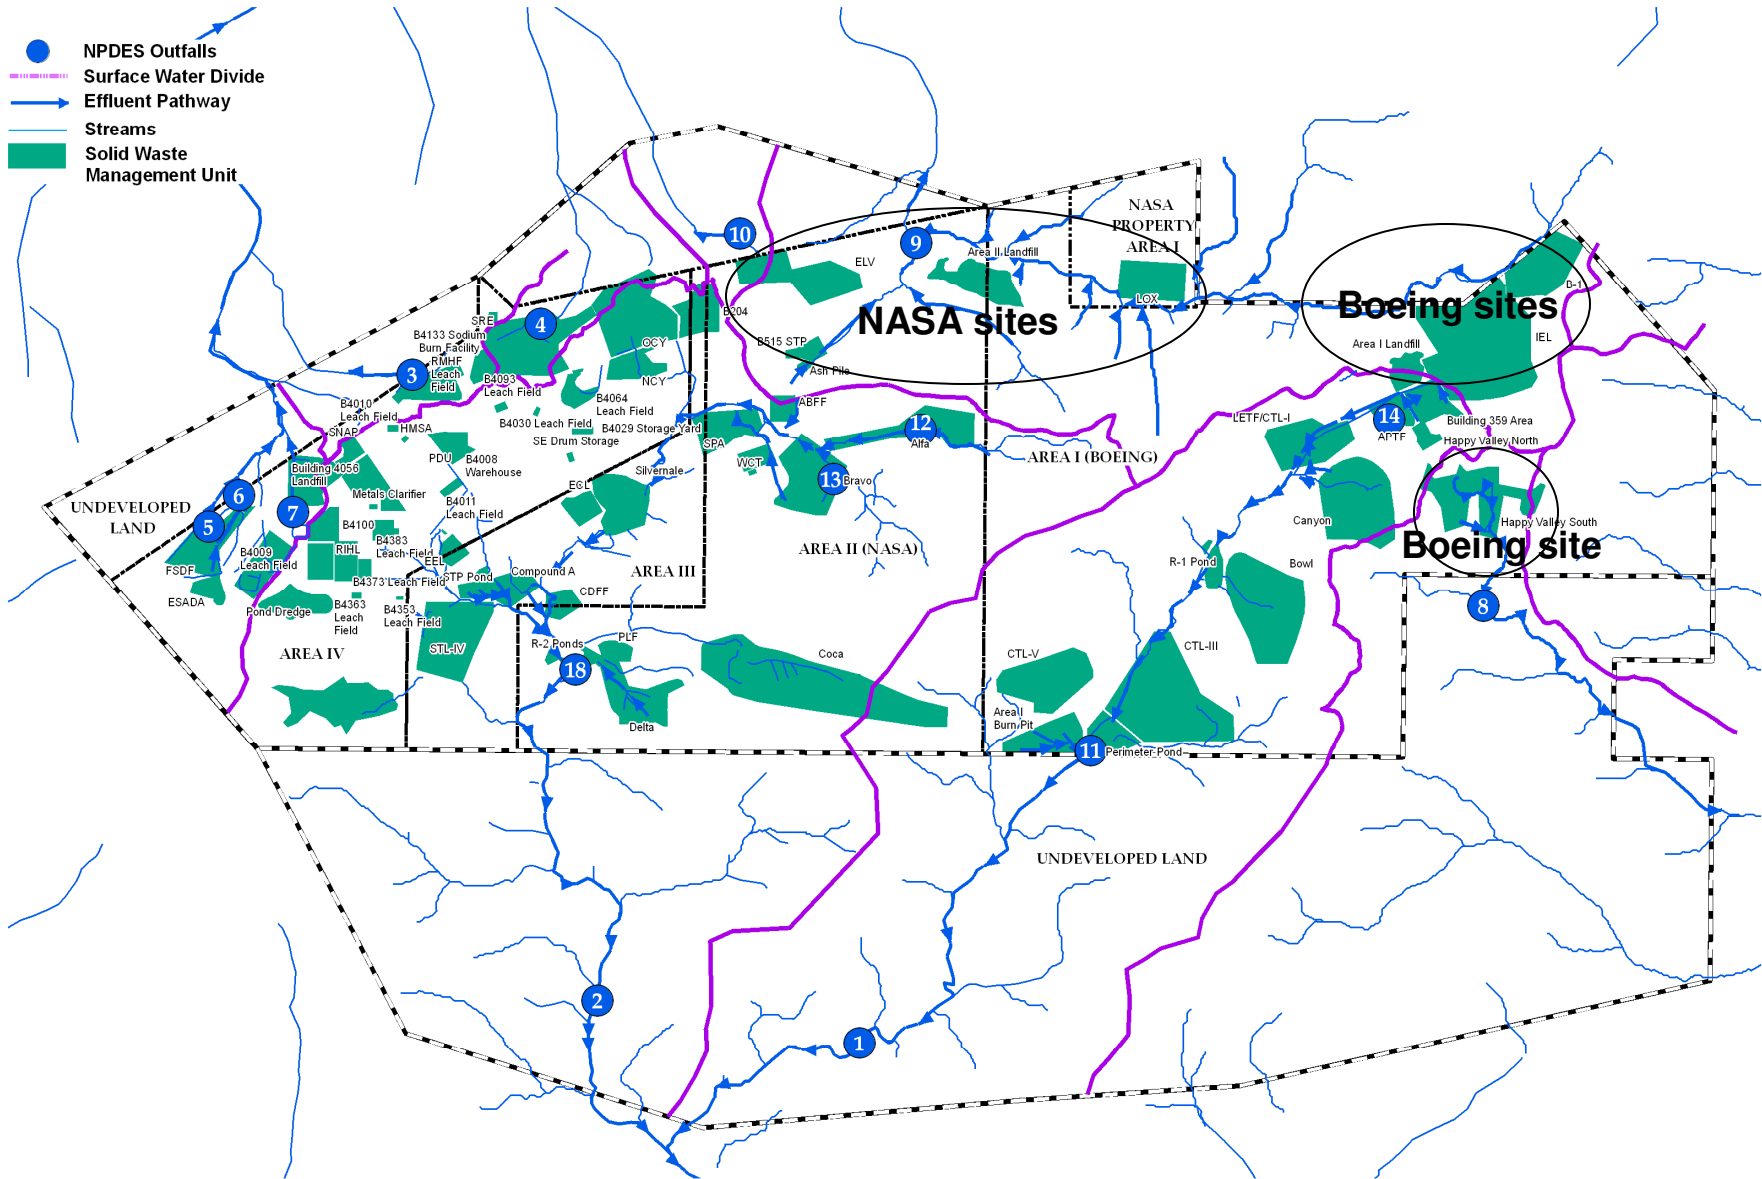 NPDES Outfalls
Surface Water Divide
Effluent Pathway
Streams
Solid Waste
Management Unit
NASA
PROPERTY
AREA I
10
9
ELV
Area II Landfill
LOX
NASA sites
Boeing sites
D-1
IEL
Area I Landfill
B204
B515 STP
Ash Pile
SRE
4
B4133 Sodium
Burn Facility
OCY
NCY
3
RMHF
Leach
Field
B4093
Leach Field
B4064
Leach Field
B4010
Leach Field
HMSA
SNAP
B4030 Leach Field
B4029 Storage Yard
SE Drum Storage
ABFF
SPA
WCT
12
Alfa
13
Bravo
AREA I (BOEING)
LETF/CTL-I
14
APTF
Building 359 Area
Happy Valley North
PDU
B4008
Warehouse
Building 4056
Landfill
Metals Clarifier
B4011
Leach Field
Silvernale
ECL
UNDEVELOPED
LAND
6
5
7
B4100
B4383
Leach Field
RIHL
B4009
Leach Field
EEL
B4373 Leach Field
STP Pond
Compound A
CDFF
AREA III
AREA II (NASA)
Canyon
Happy Valley South
Boeing site
R-1 Pond
Bowl
8
FSDF
ESADA
Pond Dredge
B4363
Leach
Field
B4353
Leach Field
AREA IV
STL-IV
R-2 Ponds
PLF
18
Delta
Coca
CTL-V
CTL-III
Area I
Burn Pit
11
Perimeter Pond
UNDEVELOPED LAND
2
1